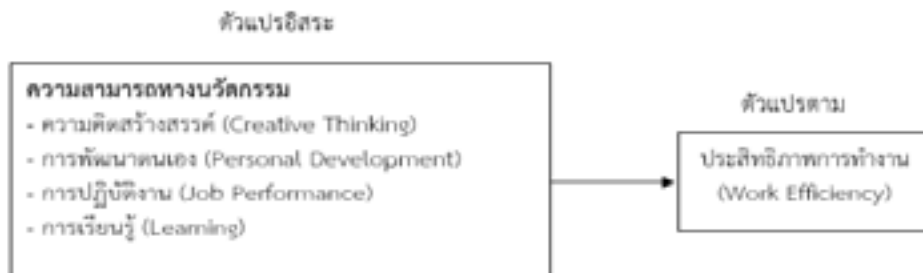 ตัวแปรอิสระ
ความสามารถทางนวัตกรรม
- ความคิดสร้างสรรค์ (Creative Thinking)
- การพัฒนาตนเอง (Personal Development)
- การปฏิบัติงาน (Job Performance)
- การเรียนรู้ (Learning)
ตัวแปรตาม
ประสิทธิภาพการทำงาน
(Work Efficiency)